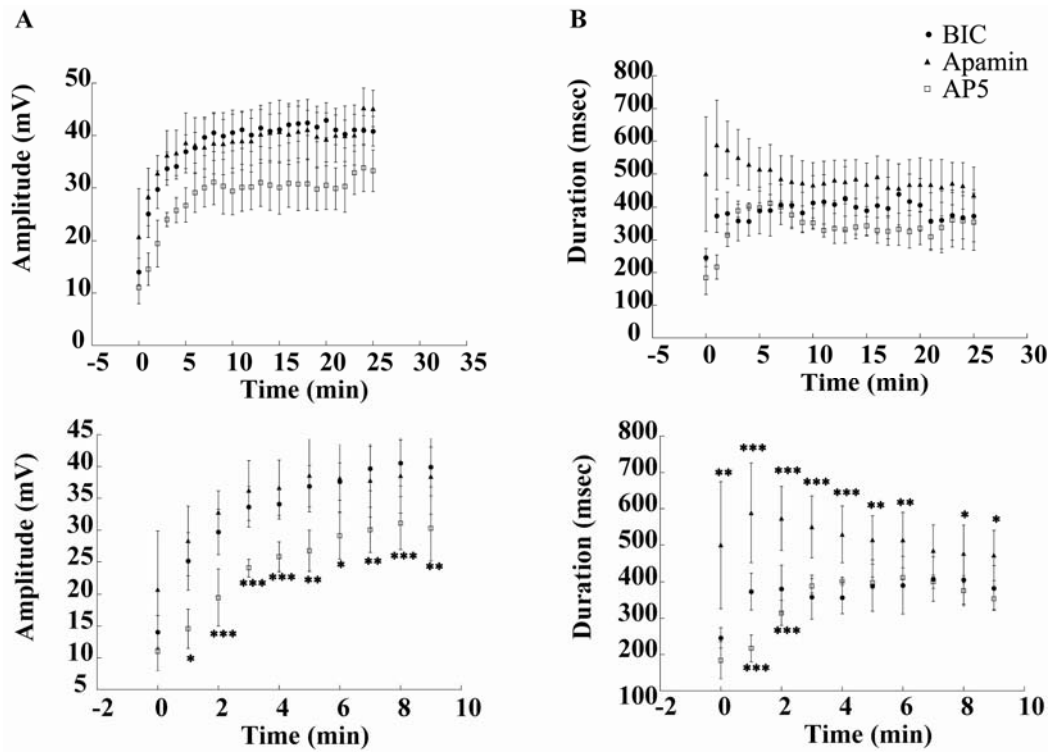 A
B
BIC
Apamin
AP5
Amplitude (mV)
50
40
30
20
10
0
-5 0 5 10 15 20 25 30 35
Time (min)
Duration (msec)
800
700
600
500
400
300
200
100
0
-5 0 5 10 15 20 25 30
Time (min)
Amplitude (mV)
45
40
35
30
25
20
15
10
5
* *** *** *** ** * ** *** **
-2 0 2 4 6 8 10
Time (min)
Duration (msec)
800
700
600
500
400
300
200
100
** *** *** *** *** ** ** * *
*** ***
-2 0 2 4 6 8 10
Time (min)